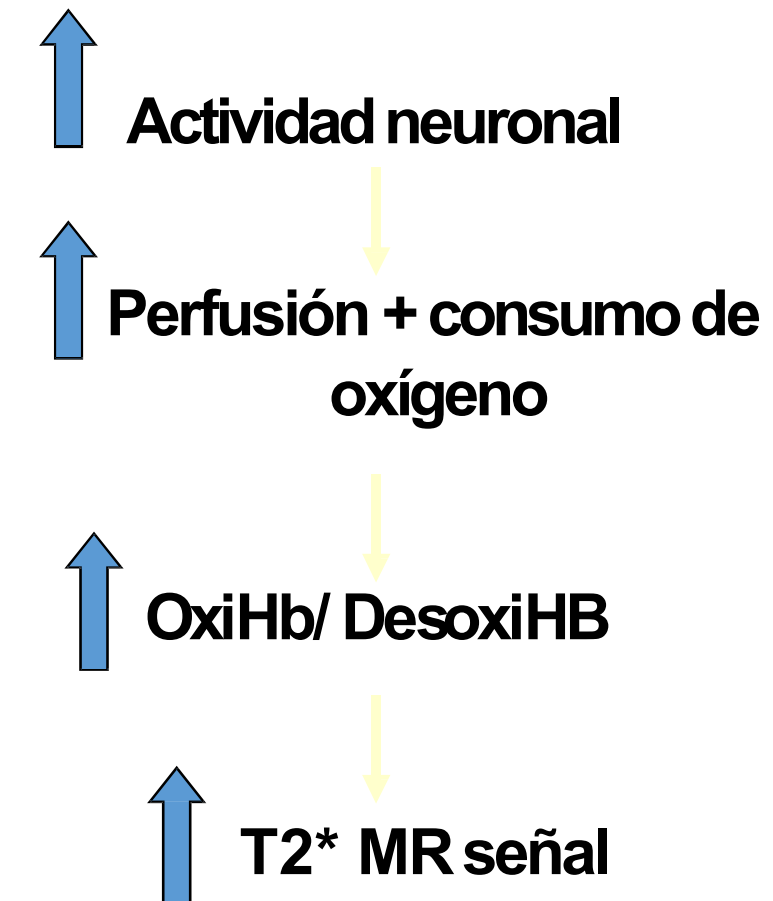 Actividad neuronal
Perfusión + consumo de
oxígeno
OxiHb/ DesoxiHB
T2* MR señal